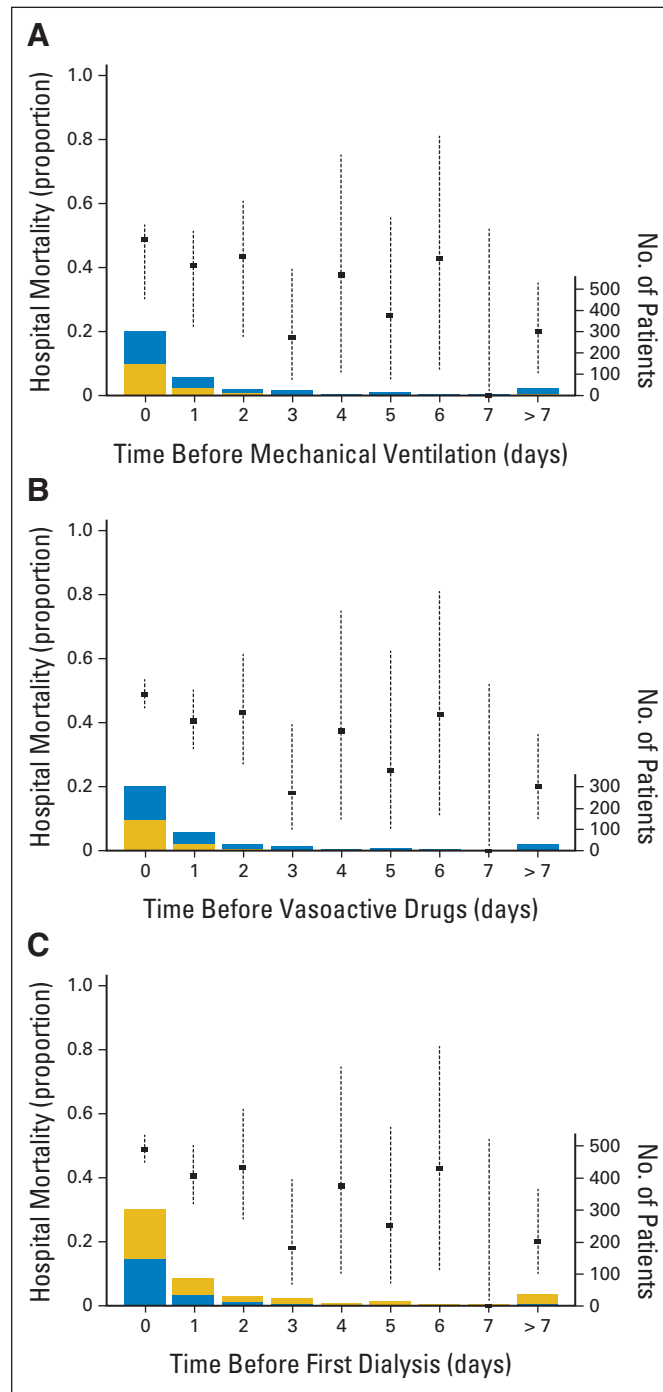 A
Hospital Mortality (proportion)
1.0
0.8
0.6
0.4
0.2
0
No. of Patients
500
400
300
200
100
0
0 1 2 3 4 5 6 7 > 7
Time Before Mechanical Ventilation (days)
B
Hospital Mortality (proportion)
1.0
0.8
0.6
0.4
0.2
0
No. of Patients
300
200
100
0
0 1 2 3 4 5 6 7 > 7
Time Before Vasoactive Drugs (days)
C
Hospital Mortality (proportion)
1.0
0.8
0.6
0.4
0.2
0
No. of Patients
500
400
300
200
100
0
0 1 2 3 4 5 6 7 > 7
Time Before First Dialysis (days)